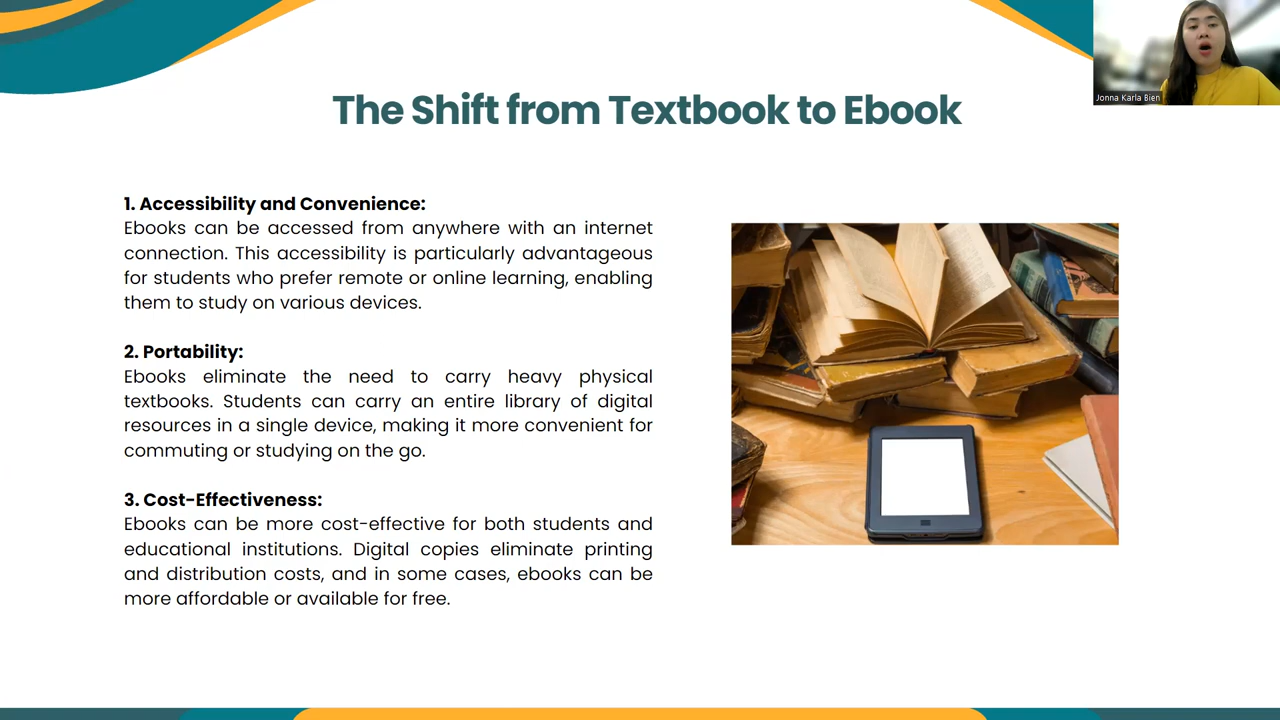 Jonna Karla Bien
The Shift from Textbook to Ebook
1. Accessibility and Convenience:
Ebooks can be accessed from anywhere with an internet
connection. This accessibility is particularly advantageous
for students who prefer remote or online learning, enabling
them to study on various devices.
2. Portability:
Ebooks eliminate the need to carry heavy physical
textbooks. Students can carry an entire library of digital
resources in a single device, making it more convenient for
commuting or studying on the go.
3. Cost-Effectiveness:
Ebooks can be more cost-effective for both students and
educational institutions. Digital copies eliminate printing
and distribution costs, and in some cases, ebooks can be
more affordable or available for free.